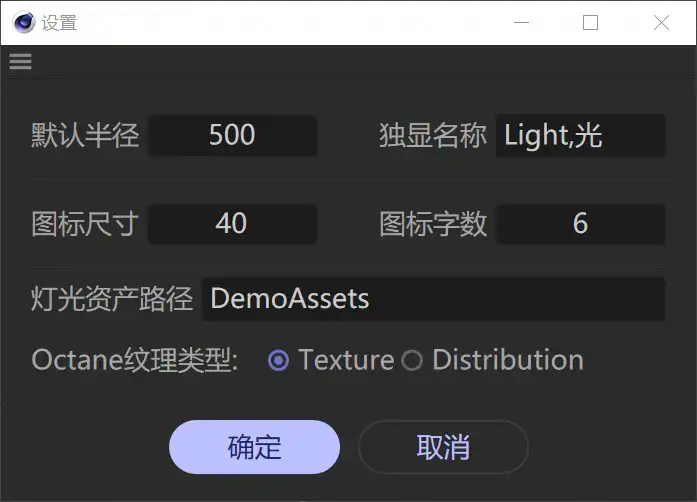 设置
默认半径 500 独显名称 Light,光
图标尺寸 40 图标字数 6
灯光资产路径 DemoAssets
Octane纹理类型: Texture Distribution
确定 取消